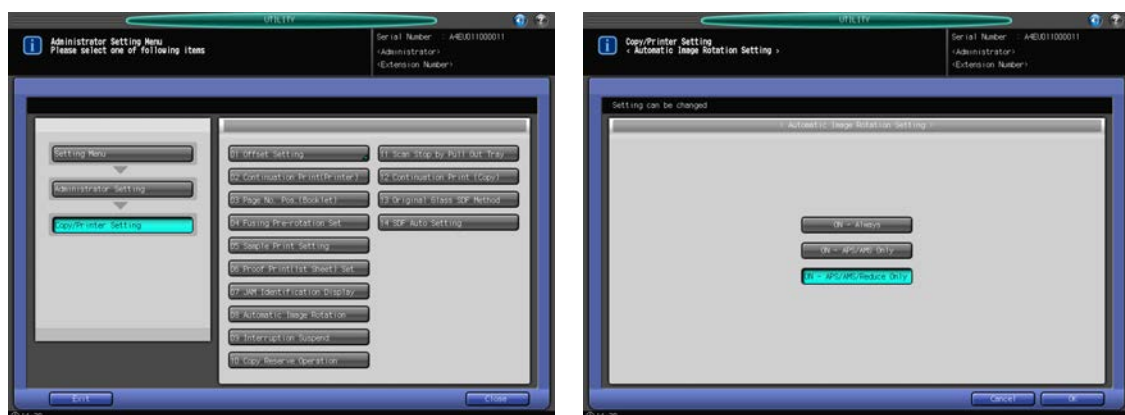 UTILITY
Administrator Setting Menu
Please select one of following items
Serial Number : A4EU011000011
<Administrator>
<Extension Number>
Setting Menu
Administrator Setting
Copy/Printer Setting
01 Offset Setting
02 Continuation Print(Printer)
03 Page No. Pos.(Booklet)
04 Fusing Pre-rotation Set
05 Sample Print Setting
06 Proof Print(1st Sheet) Set
07 JAM Identification Display
08 Automatic Image Rotation
09 Interruption Suspend
10 Copy Reserve Operation
11 Scan Stop by Pull Out Tray
12 Continuation Print (Copy)
13 Original Glass SDF Method
14 SDF Auto Setting
Exit
Close
UTILITY
Copy/Printer Setting
< Automatic Image Rotation Setting >
Serial Number : A4EU011000011
<Administrator>
<Extension Number>
Setting can be changed
< Automatic Image Rotation Setting >
ON - Always
ON - APS/AMS Only
ON - APS/AMS/Reduce Only
Cancel
OK